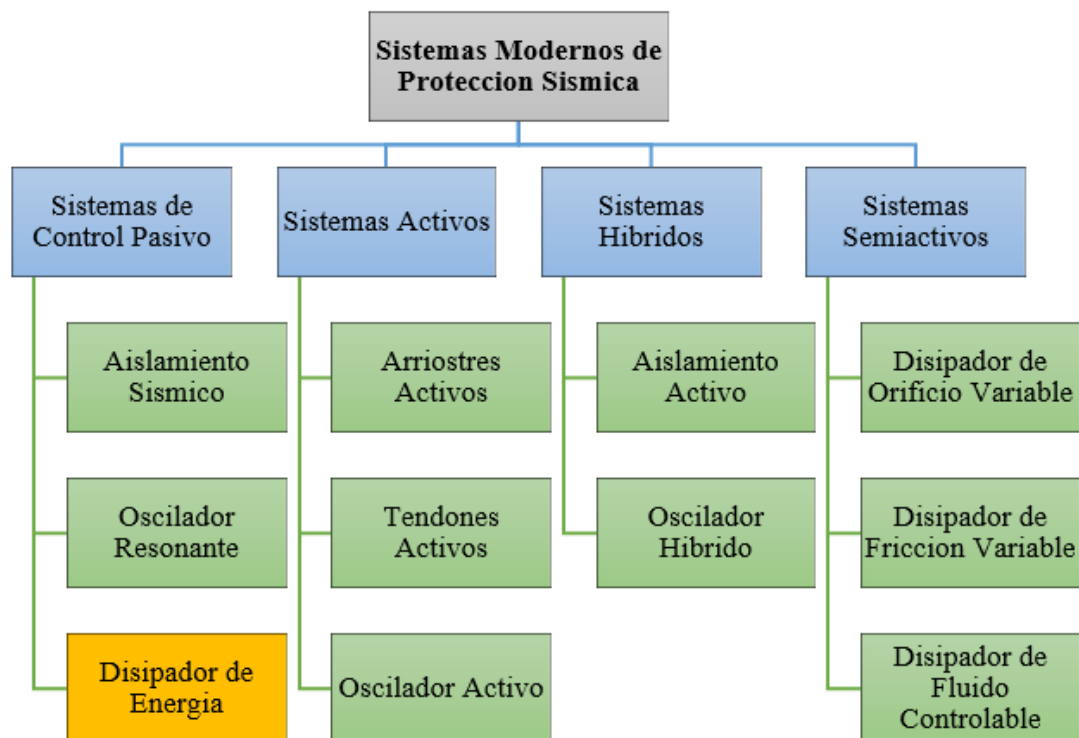 Sistemas Modernos de
Proteccion Sismica
Sistemas de
Control Pasivo
Sistemas Activos
Sistemas
Hibridos
Sistemas
Semiactivos
Aislamiento
Sismico
Arriostres
Activos
Aislamiento
Activo
Disipador de
Orificio Variable
Oscilador
Resonante
Tendones
Activos
Oscilador
Hibrido
Disipador de
Friccion Variable
Disipador de
Energia
Oscilador Activo
Disipador de
Fluido
Controlable